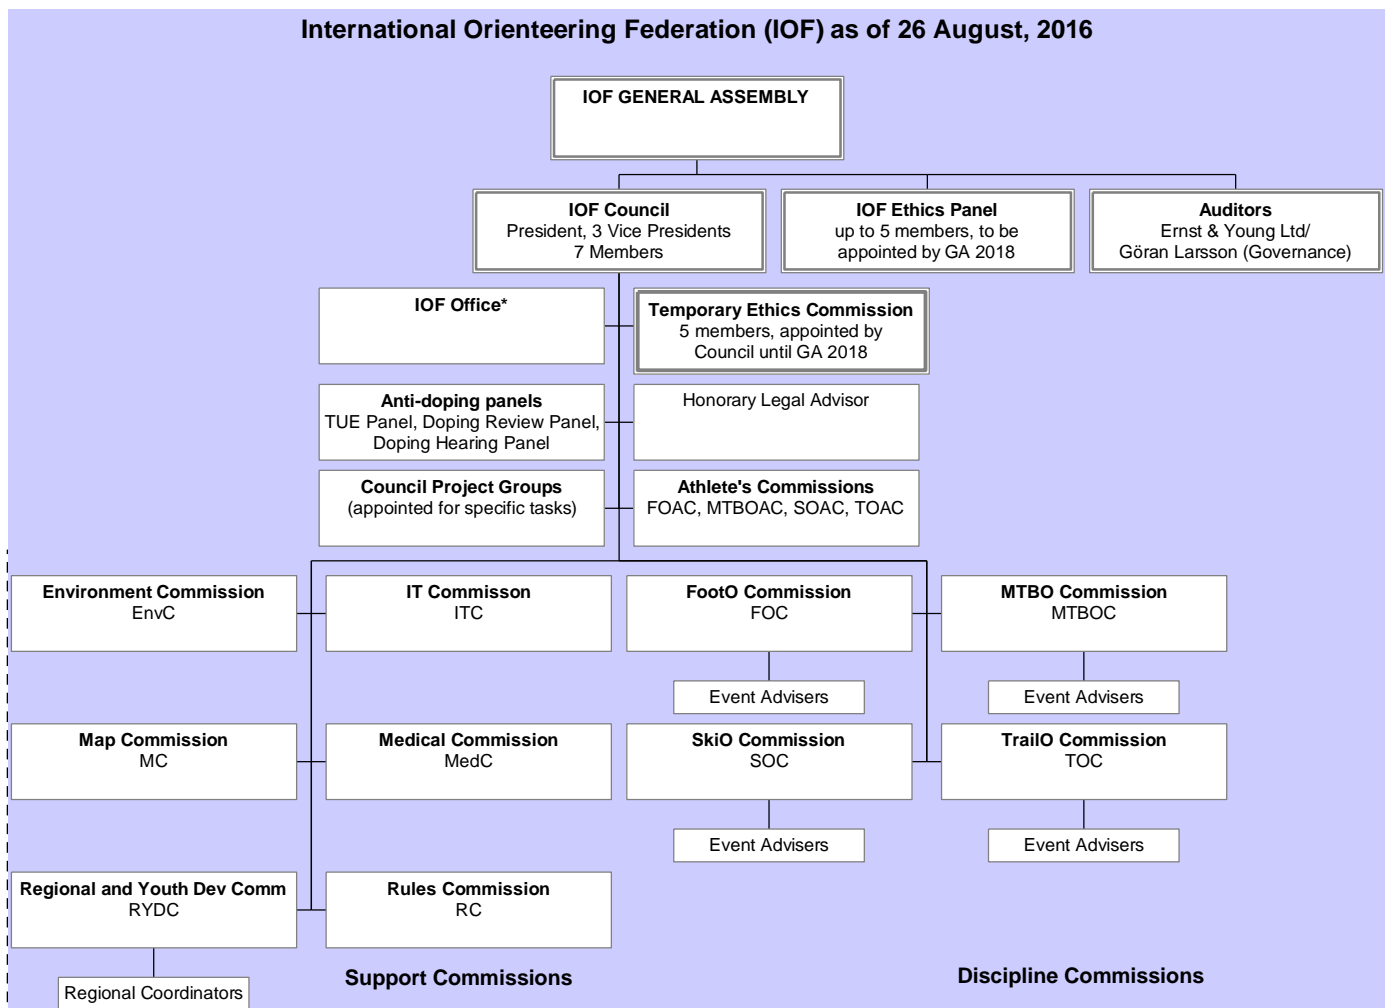 International Orienteering Federation (IOF) as of 26 August, 2016
IOF GENERAL ASSEMBLY
IOF Council
President, 3 Vice Presidents
7 Members
IOF Ethics Panel
up to 5 members, to be
appointed by GA 2018
Auditors
Ernst & Young Ltd/
Göran Larsson (Governance)
IOF Office*
Temporary Ethics Commission
5 members, appointed by
Council until GA 2018
Anti-doping panels
TUE Panel, Doping Review Panel,
Doping Hearing Panel
Honorary Legal Advisor
Council Project Groups
(appointed for specific tasks)
Athlete's Commissions
FOAC, MTBOAC, SOAC, TOAC
Environment Commission
EnvC
IT Commisson
ITC
FootO Commission
FOC
MTBO Commission
MTBOC
Event Advisers
Event Advisers
Map Commission
MC
Medical Commission
MedC
SkiO Commission
SOC
TrailO Commission
TOC
Event Advisers
Event Advisers
Regional and Youth Dev Comm
RYDC
Rules Commission
RC
Regional Coordinators
Support Commissions
Discipline Commissions